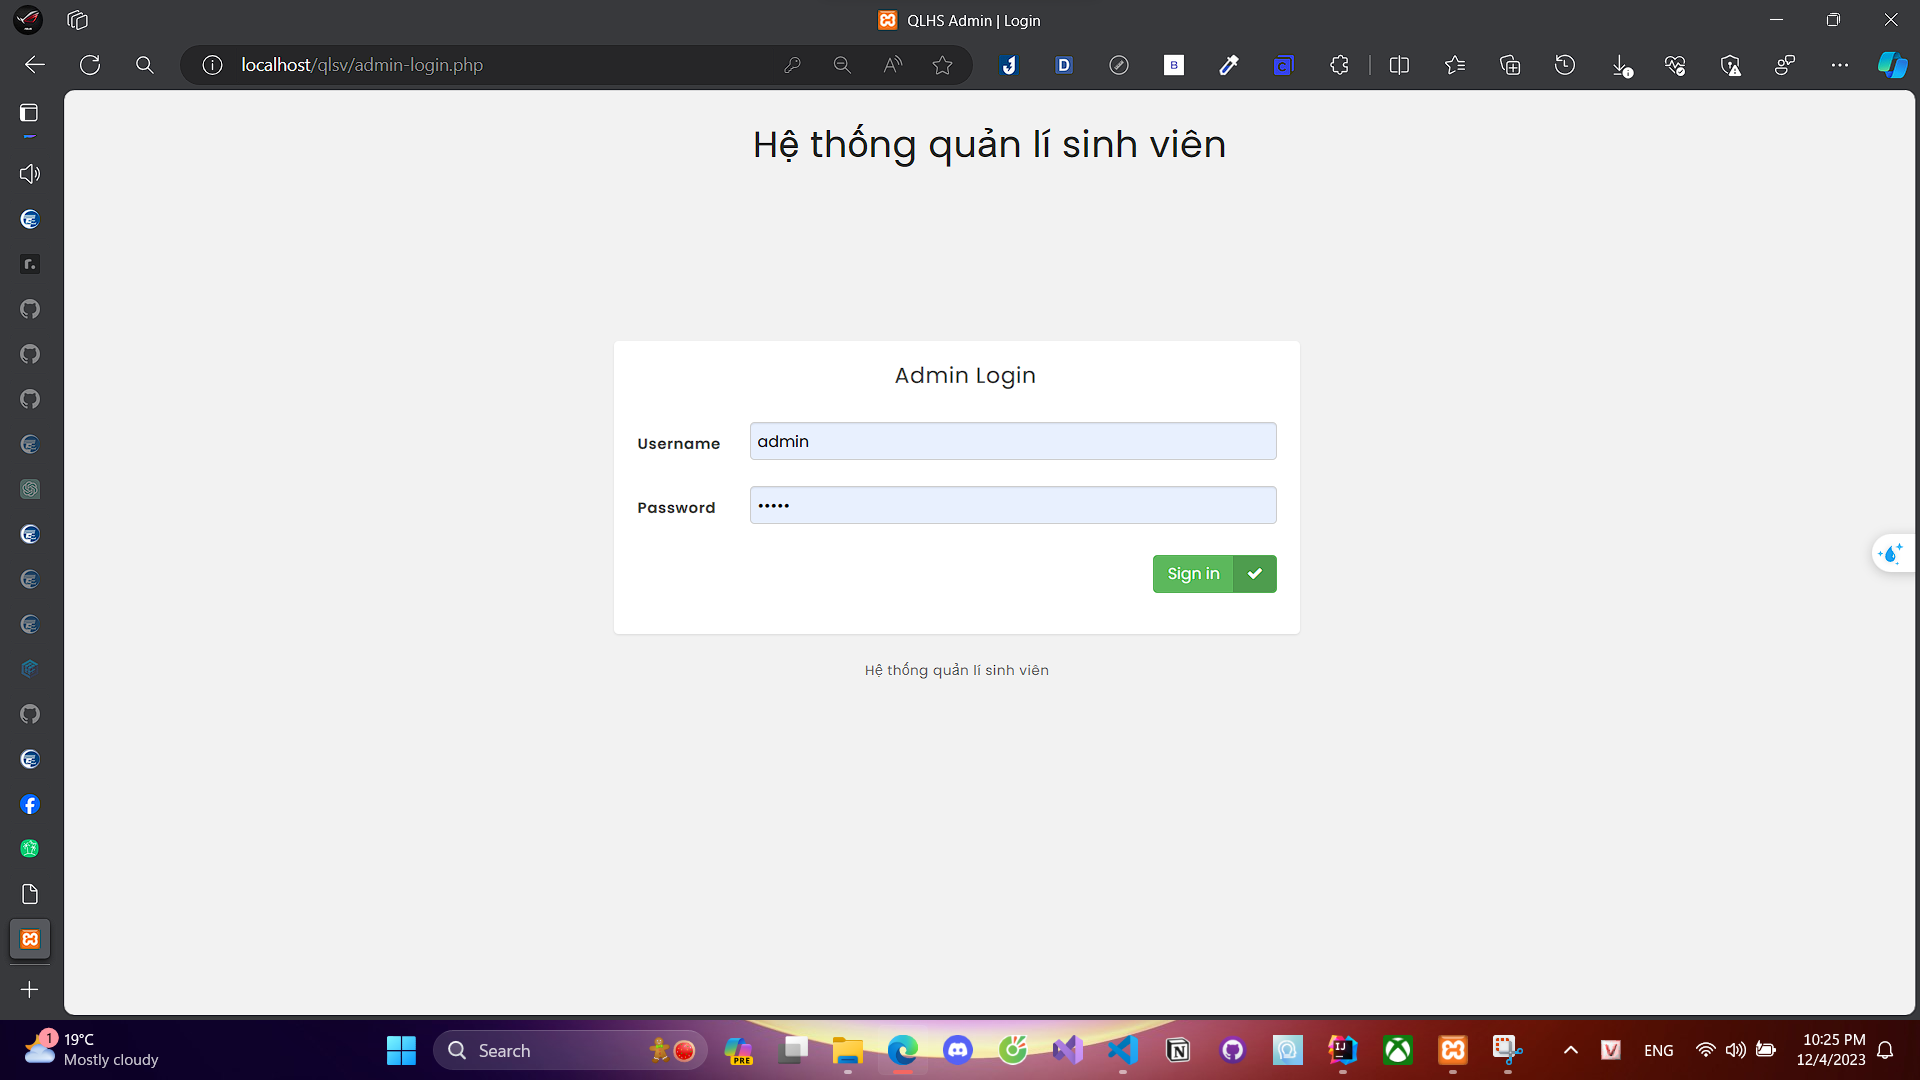 QLHS Admin | Login
localhost/qlsv/admin-login.php
Hệ thống quản lí sinh viên
Admin Login
Username
admin
Password
•••••
Sign in
Hệ thống quản lí sinh viên
1
19°C
Mostly cloudy
Search
PRE
ENG
10:25 PM
12/4/2023